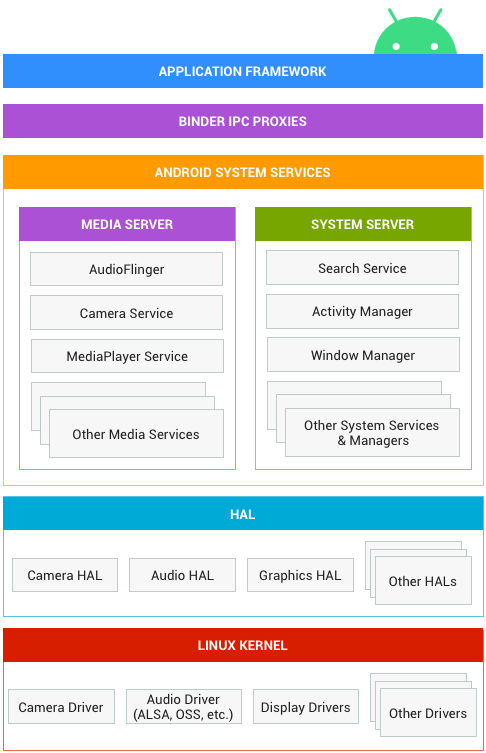 APPLICATION FRAMEWORK
BINDER IPC PROXIES
ANDROID SYSTEM SERVICES
MEDIA SERVER
AudioFlinger
Camera Service
MediaPlayer Service
Other Media Services
SYSTEM SERVER
Search Service
Activity Manager
Window Manager
Other System Services
& Managers
HAL
Camera HAL
Audio HAL
Graphics HAL
Other HALs
LINUX KERNEL
Camera Driver
Audio Driver
(ALSA, OSS, etc.)
Display Drivers
Other Drivers